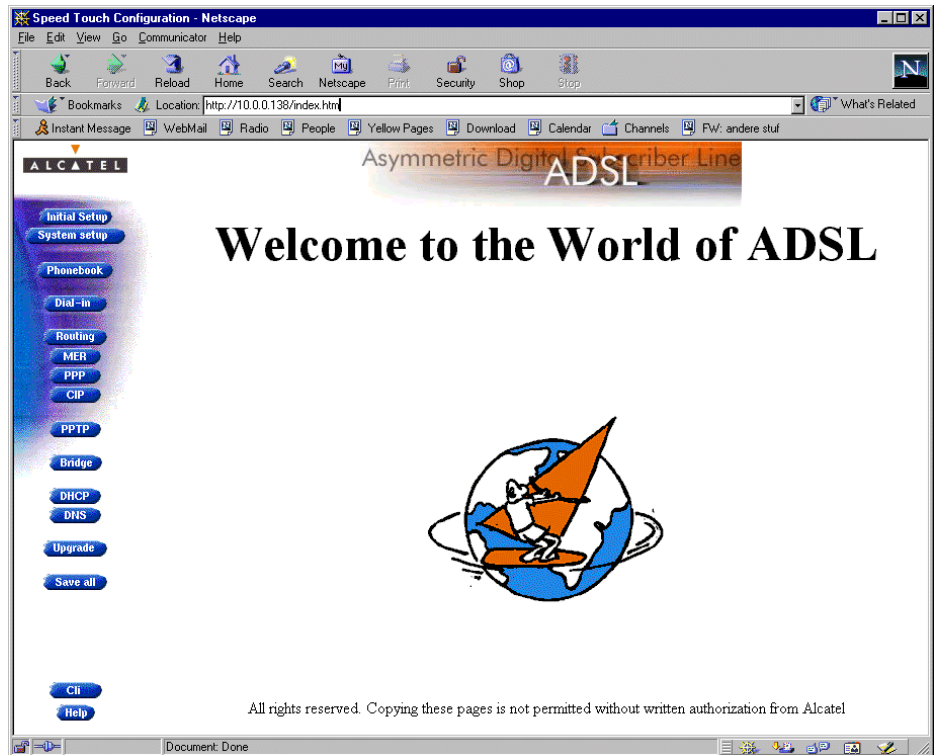 Speed Touch Configuration - Netscape
File Edit View Go Communicator Help
Back Forward Reload Home Search Netscape Print Security Shop Stop
My
N
Bookmarks Location: http://10.0.0.138/index.htm What's Related
Instant Message WebMail Radio People Yellow Pages Download Calendar Channels FW: andere stuf
ALCATEL
Asymmetric Digital Subscriber Line
ADSL
Initial Setup
System setup
Welcome to the World of ADSL
Phonebook
Dial-in
Routing
MER
PPP
CIP
PPTP
Bridge
DHCP
DNS
Upgrade
Save all
Cli
Help
All rights reserved. Copying these pages is not permitted without written authorization from Alcatel
Document: Done